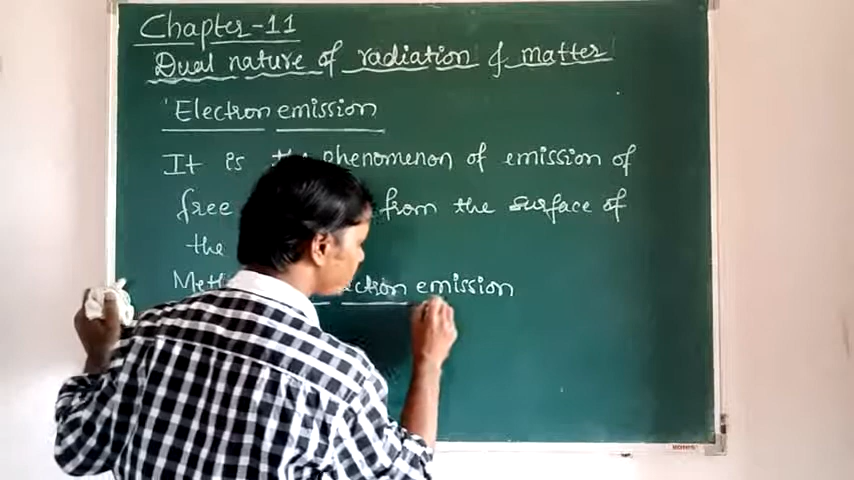 Chapter-11
Dual nature of radiation & matter
Electron emission
It is the phenomenon of emission of
free from the surface of
the
emission